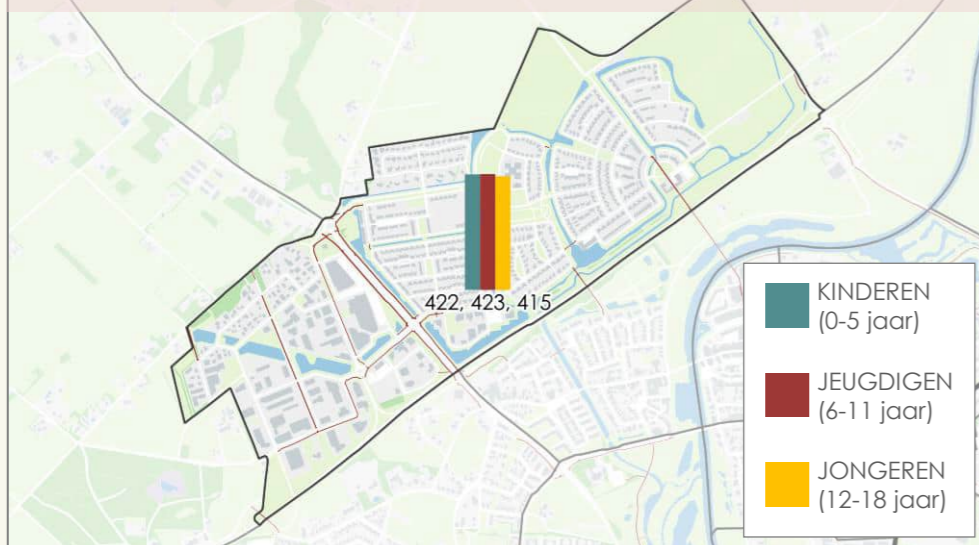 422, 423, 415
KINDEREN
(0-5 jaar)
JEUGDIGEN
(6-11 jaar)
JONGEREN
(12-18 jaar)